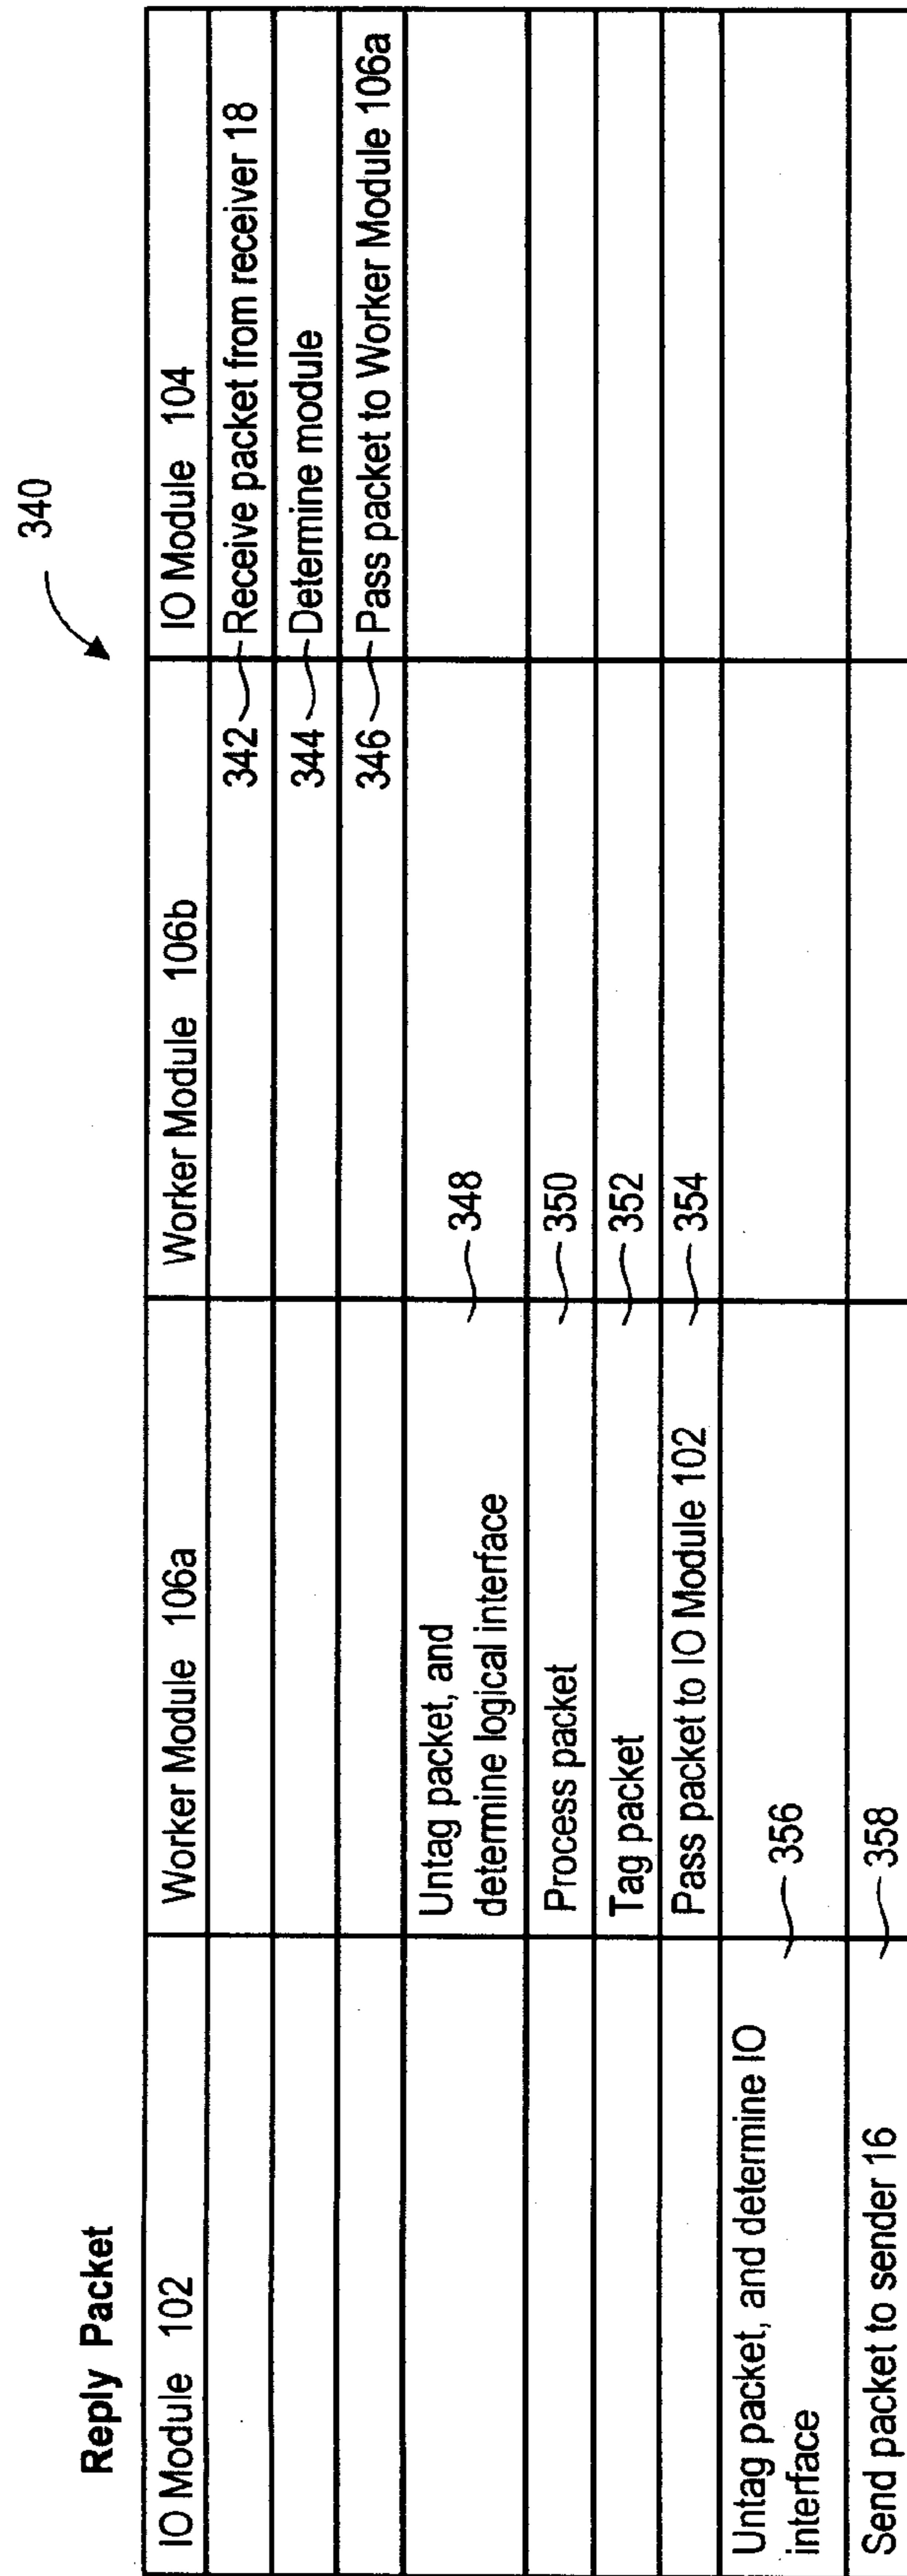 340
Reply Packet
IO Module 102
Worker Module 106a
Worker Module 106b
IO Module 104
342 Receive packet from receiver 18
344 Determine module
346 Pass packet to Worker Module 106a
Untag packet, and
determine logical interface
348
Process packet
350
Tag packet
352
Pass packet to IO Module 102
354
Untag packet, and determine IO
interface
356
Send packet to sender 16
358